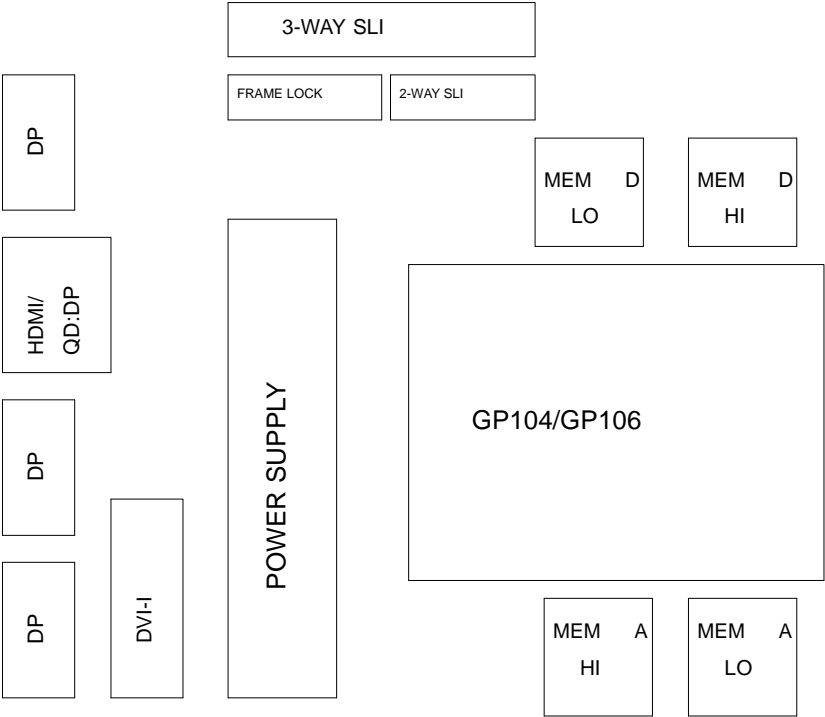 3-WAY SLI
FRAME LOCK
2-WAY SLI
DP
MEM D
LO
MEM D
HI
HDMI/
QD:DP
POWER SUPPLY
GP104/GP106
DP
DVI-I
DP
MEM A
HI
MEM A
LO